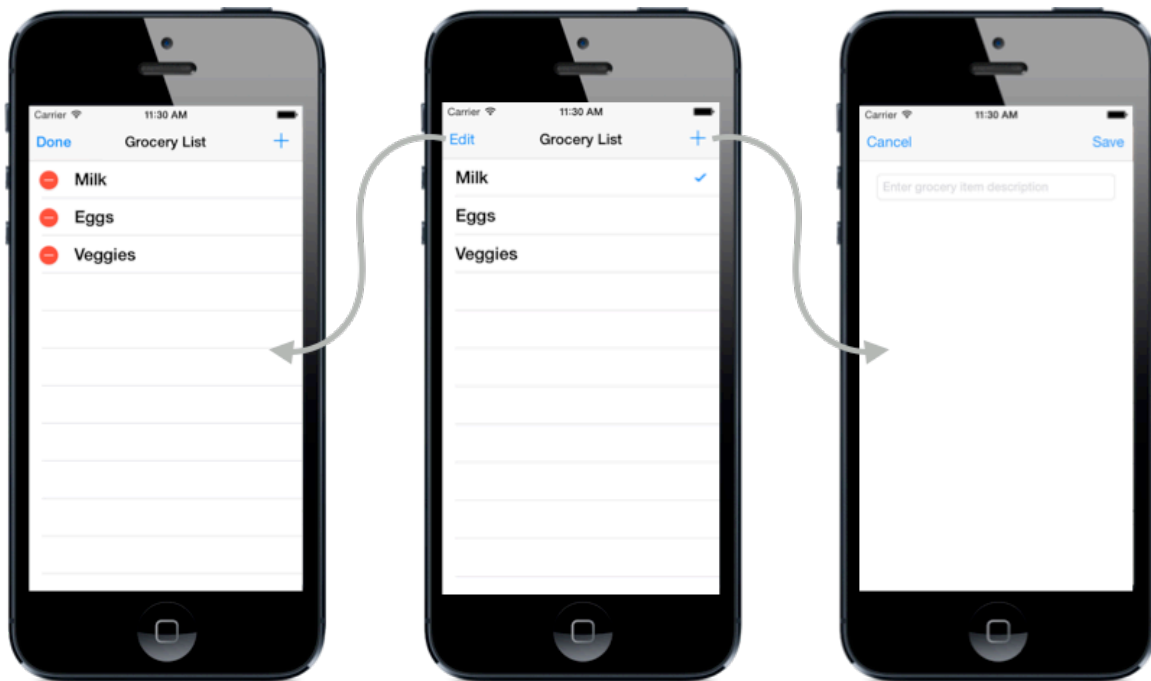 Carrier 11:30 AM
Done Grocery List +
Milk
Eggs
Veggies
Carrier 11:30 AM
Edit Grocery List +
Milk
Eggs
Veggies
Carrier 11:30 AM
Cancel Save
Enter grocery item description